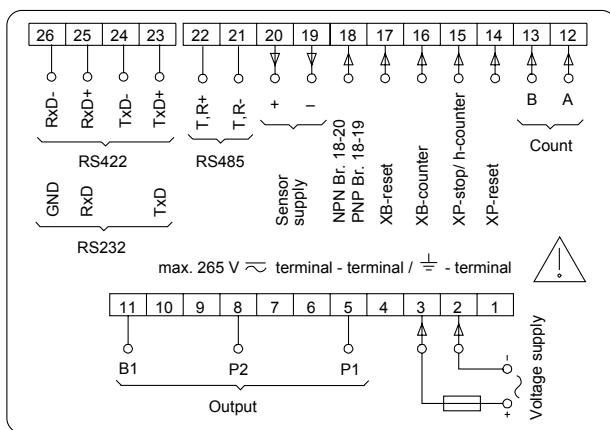 26 25 24 23 22 21 20 19 18 17 16 15 14 13 12
RxD- RxD+ TxD- TxD+ T,R+ T,R- + – B A
RS422 RS485 Count
NPN Br. 18-20
PNP Br. 18-19
XB-reset
XB-counter
XP-stop/ h-counter
XP-reset
GND RxD TxD
Sensor
supply
RS232
max. 265 V terminal - terminal / - terminal
11 10 9 8 7 6 5 4 3 2 1
B1 P2 P1
Output
-
+
Voltage supply